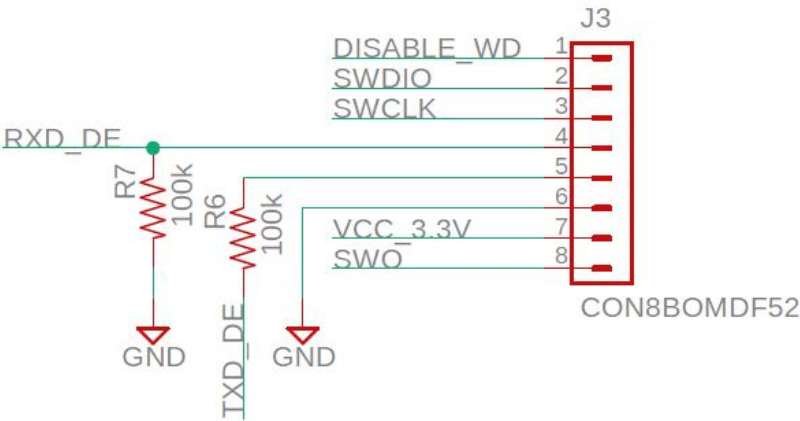 J3
DISABLE_WD 1
SWDIO 2
SWCLK 3
RXD_DE 4
5
6
VCC_3.3V 7
SWO 8
R7 100k
R6 100k
CON8BOMDF52
GND
TXD_DE
GND